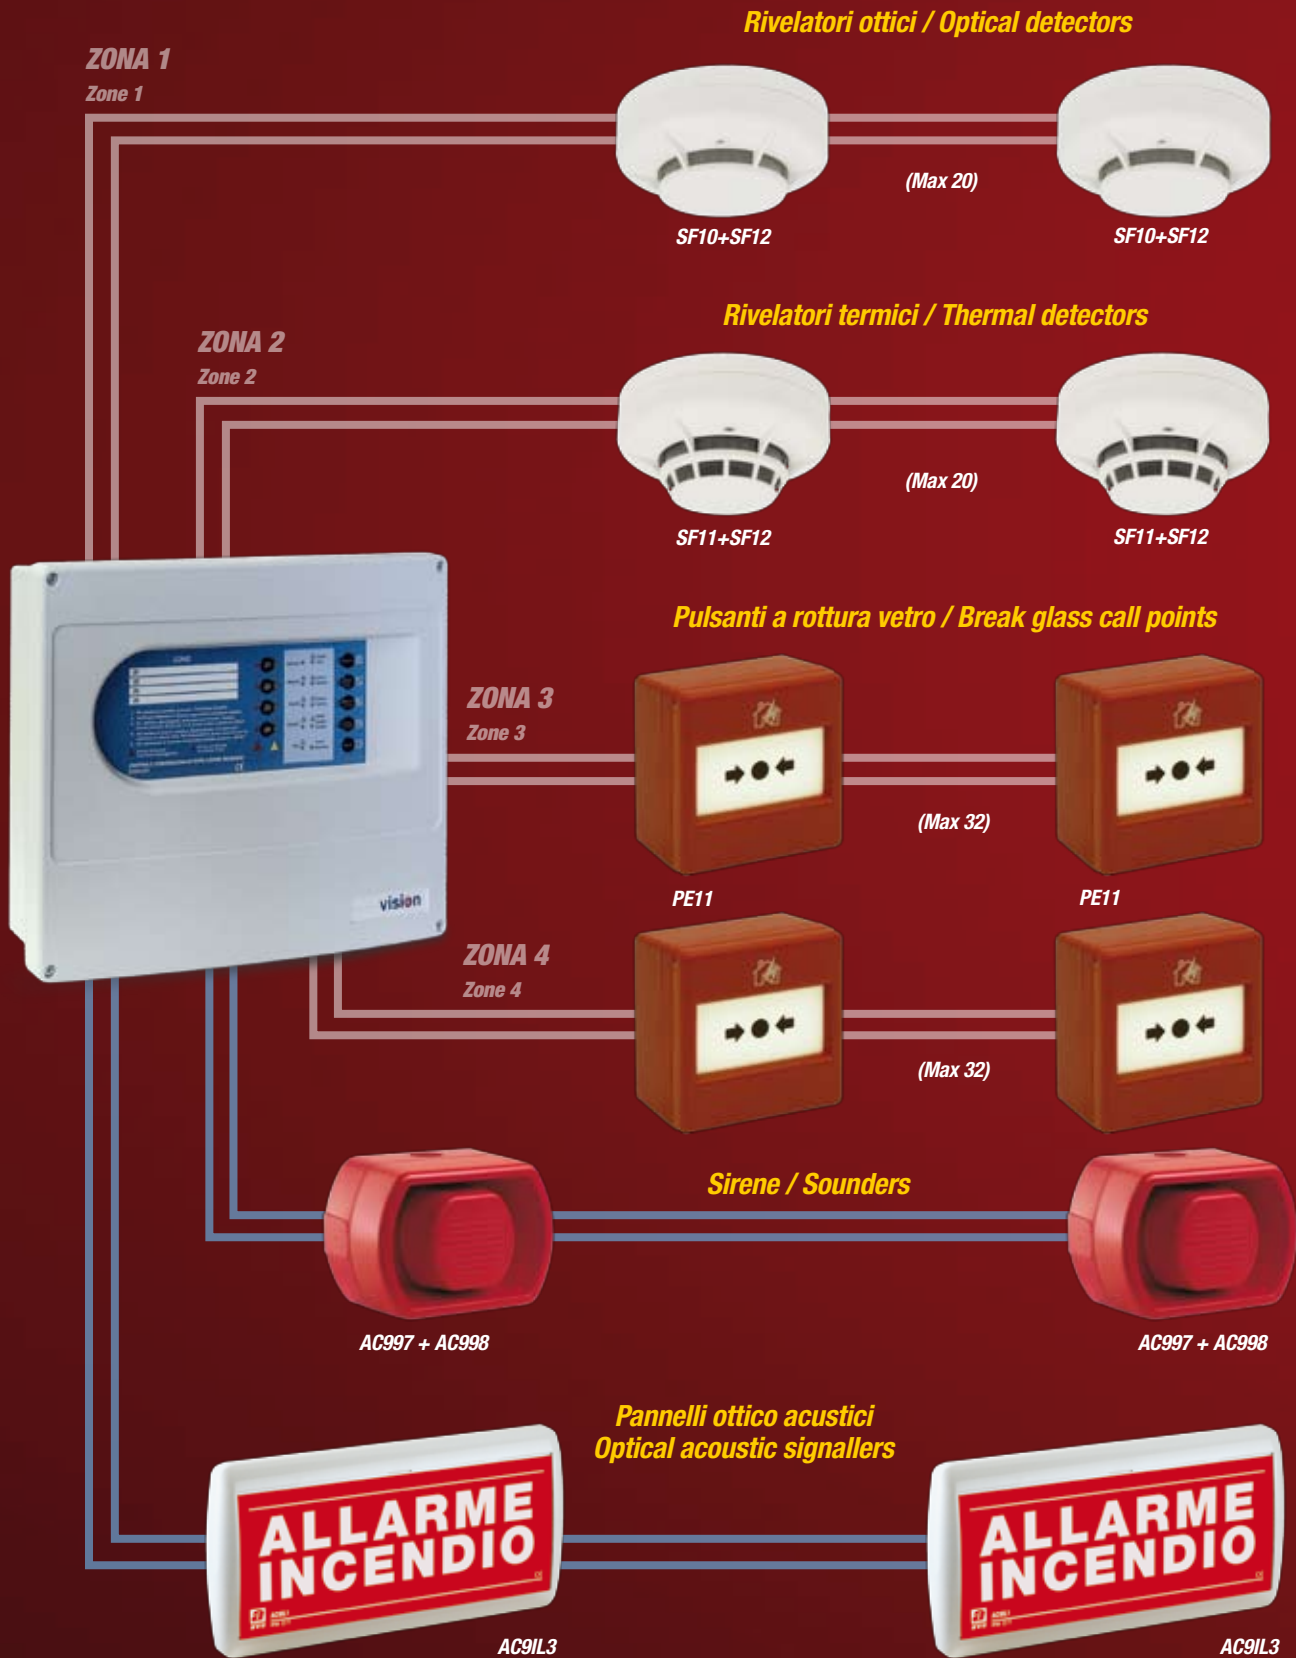 Rivelatori ottici / Optical detectors
ZONA 1
Zone 1
(Max 20)
SF10+SF12
SF10+SF12
Rivelatori termici / Thermal detectors
ZONA 2
Zone 2
(Max 20)
SF11+SF12
SF11+SF12
Pulsanti a rottura vetro / Break glass call points
ZONA 3
Zone 3
(Max 32)
PE11
PE11
vision
ZONA 4
Zone 4
(Max 32)
Sirene / Sounders
AC997 + AC998
AC997 + AC998
Pannelli ottico acustici
Optical acoustic signallers
ALLARME
INCENDIO
ALLARME
INCENDIO
AC9IL3
AC9IL3